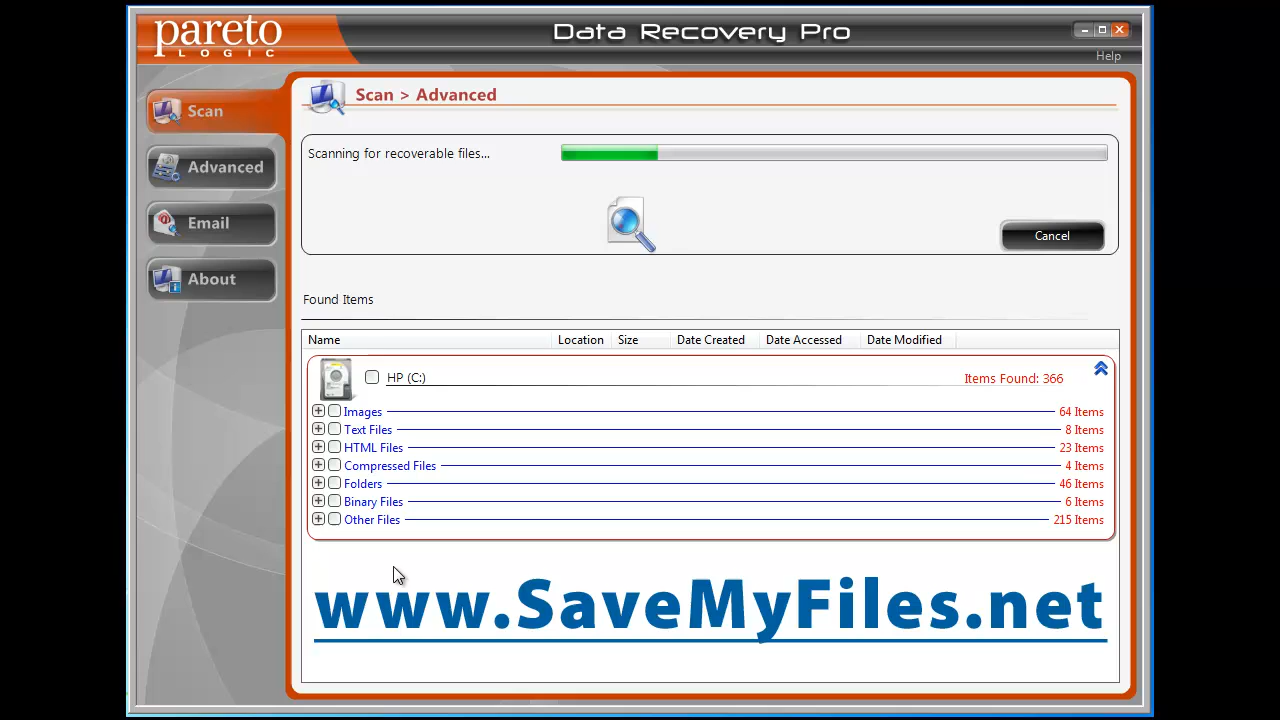 pareto
LOGIC
Data Recovery Pro
Help
Scan
Advanced
Email
About
Scan > Advanced
Scanning for recoverable files...
Cancel
Found Items
Name Location Size Date Created Date Accessed Date Modified
HP (C:) Items Found: 366
Images 64 Items
Text Files 8 Items
HTML Files 23 Items
Compressed Files 4 Items
Folders 46 Items
Binary Files 6 Items
Other Files 215 Items
www.SaveMyFiles.net